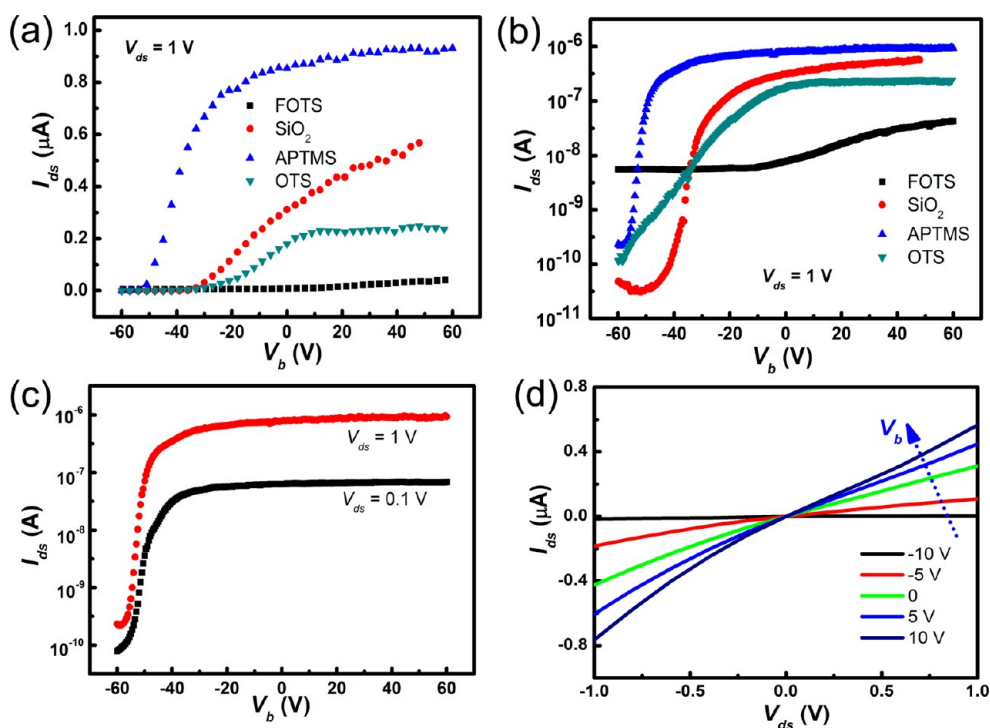 (a)
V_ds = 1 V
FOTS
SiO₂
APTMS
OTS
I_ds (μA)
0.9
0.6
0.4
0.2
0.0
-60 -40 -20 0 20 40 60
V_b (V)
(b)
10⁻⁶
10⁻⁷
10⁻⁸
10⁻⁹
10⁻¹⁰
10⁻¹¹
I_ds (A)
FOTS
SiO₂
APTMS
OTS
V_ds = 1 V
-60 -40 -20 0 20 40 60
V_b (V)
(c)
10⁻⁶
10⁻⁷
10⁻⁸
10⁻⁹
10⁻¹⁰
I_ds (A)
V_ds = 1 V
V_ds = 0.1 V
-60 -40 -20 0 20 40 60
V_b (V)
(d)
0.8
0.4
0.0
-0.4
-0.8
I_ds (μA)
V_b
-10 V
-5 V
0
5 V
10 V
-1.0 -0.5 0.0 0.5 1.0
V_ds (V)